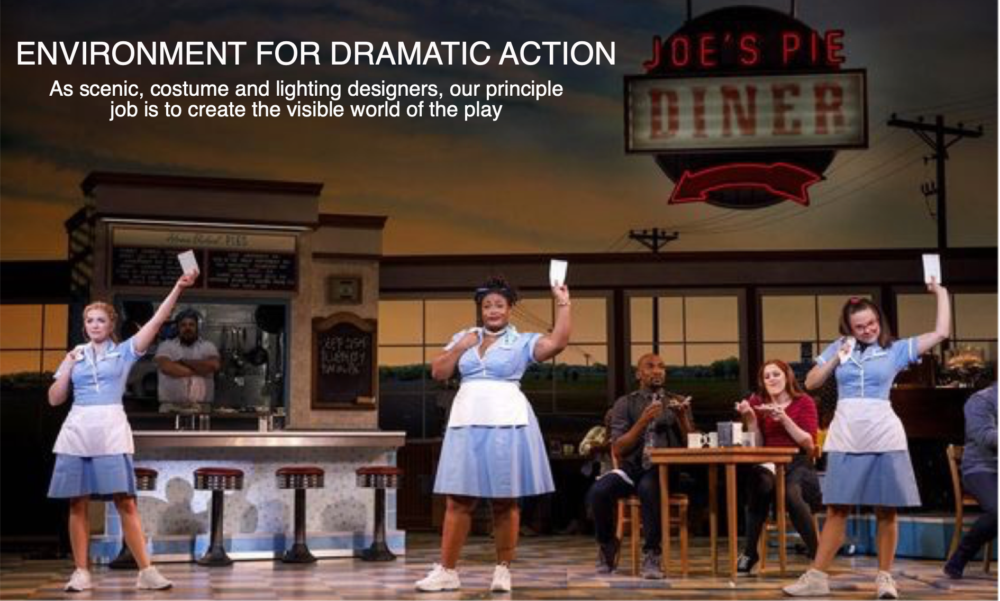 ENVIRONMENT FOR DRAMATIC ACTION
As scenic, costume and lighting designers, our principle
job is to create the visible world of the play
JOE'S PIE
DINER
PIES